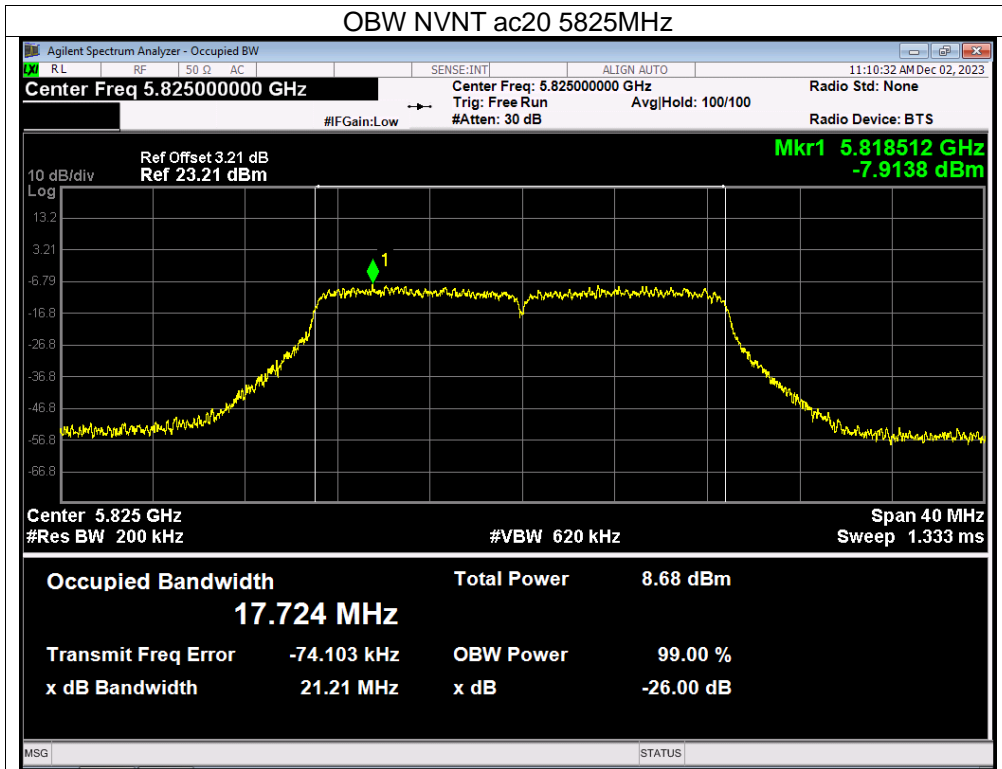 OBW NVNT ac20 5825MHz
Agilent Spectrum Analyzer - Occupied BW
LXI RL RF 50 Ω AC SENSE:INT ALIGN AUTO 11:10:32 AM Dec 02, 2023
Center Freq 5.825000000 GHz Center Freq: 5.825000000 GHz Radio Std: None
Trig: Free Run Avg|Hold: 100/100
#IFGain:Low #Atten: 30 dB Radio Device: BTS
Ref Offset 3.21 dB Mkr1 5.818512 GHz
10 dB/div Ref 23.21 dBm -7.9138 dBm
Log
13.2
3.21
1
-6.79
-16.8
-26.8
-36.8
-46.8
-56.8
-66.8
Center 5.825 GHz Span 40 MHz
#Res BW 200 kHz #VBW 620 kHz Sweep 1.333 ms
Occupied Bandwidth Total Power 8.68 dBm
17.724 MHz
Transmit Freq Error -74.103 kHz OBW Power 99.00 %
x dB Bandwidth 21.21 MHz x dB -26.00 dB
MSG STATUS